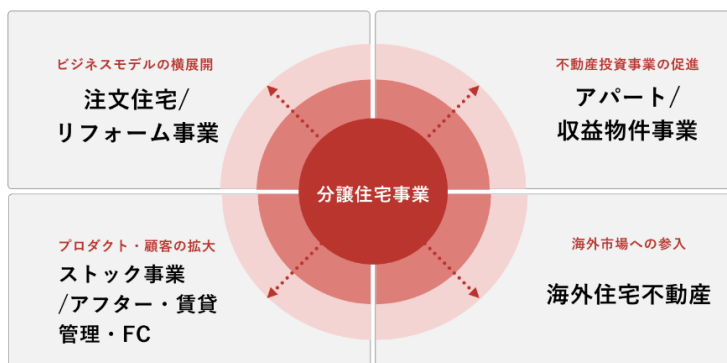 ビジネスモデルの横展開
注文住宅/
リフォーム事業
不動産投資事業の促進
アパート/
収益物件事業
分譲住宅事業
プロダクト・顧客の拡大
ストック事業
/アフター・賃貸
管理・FC
海外市場への参入
海外住宅不動産